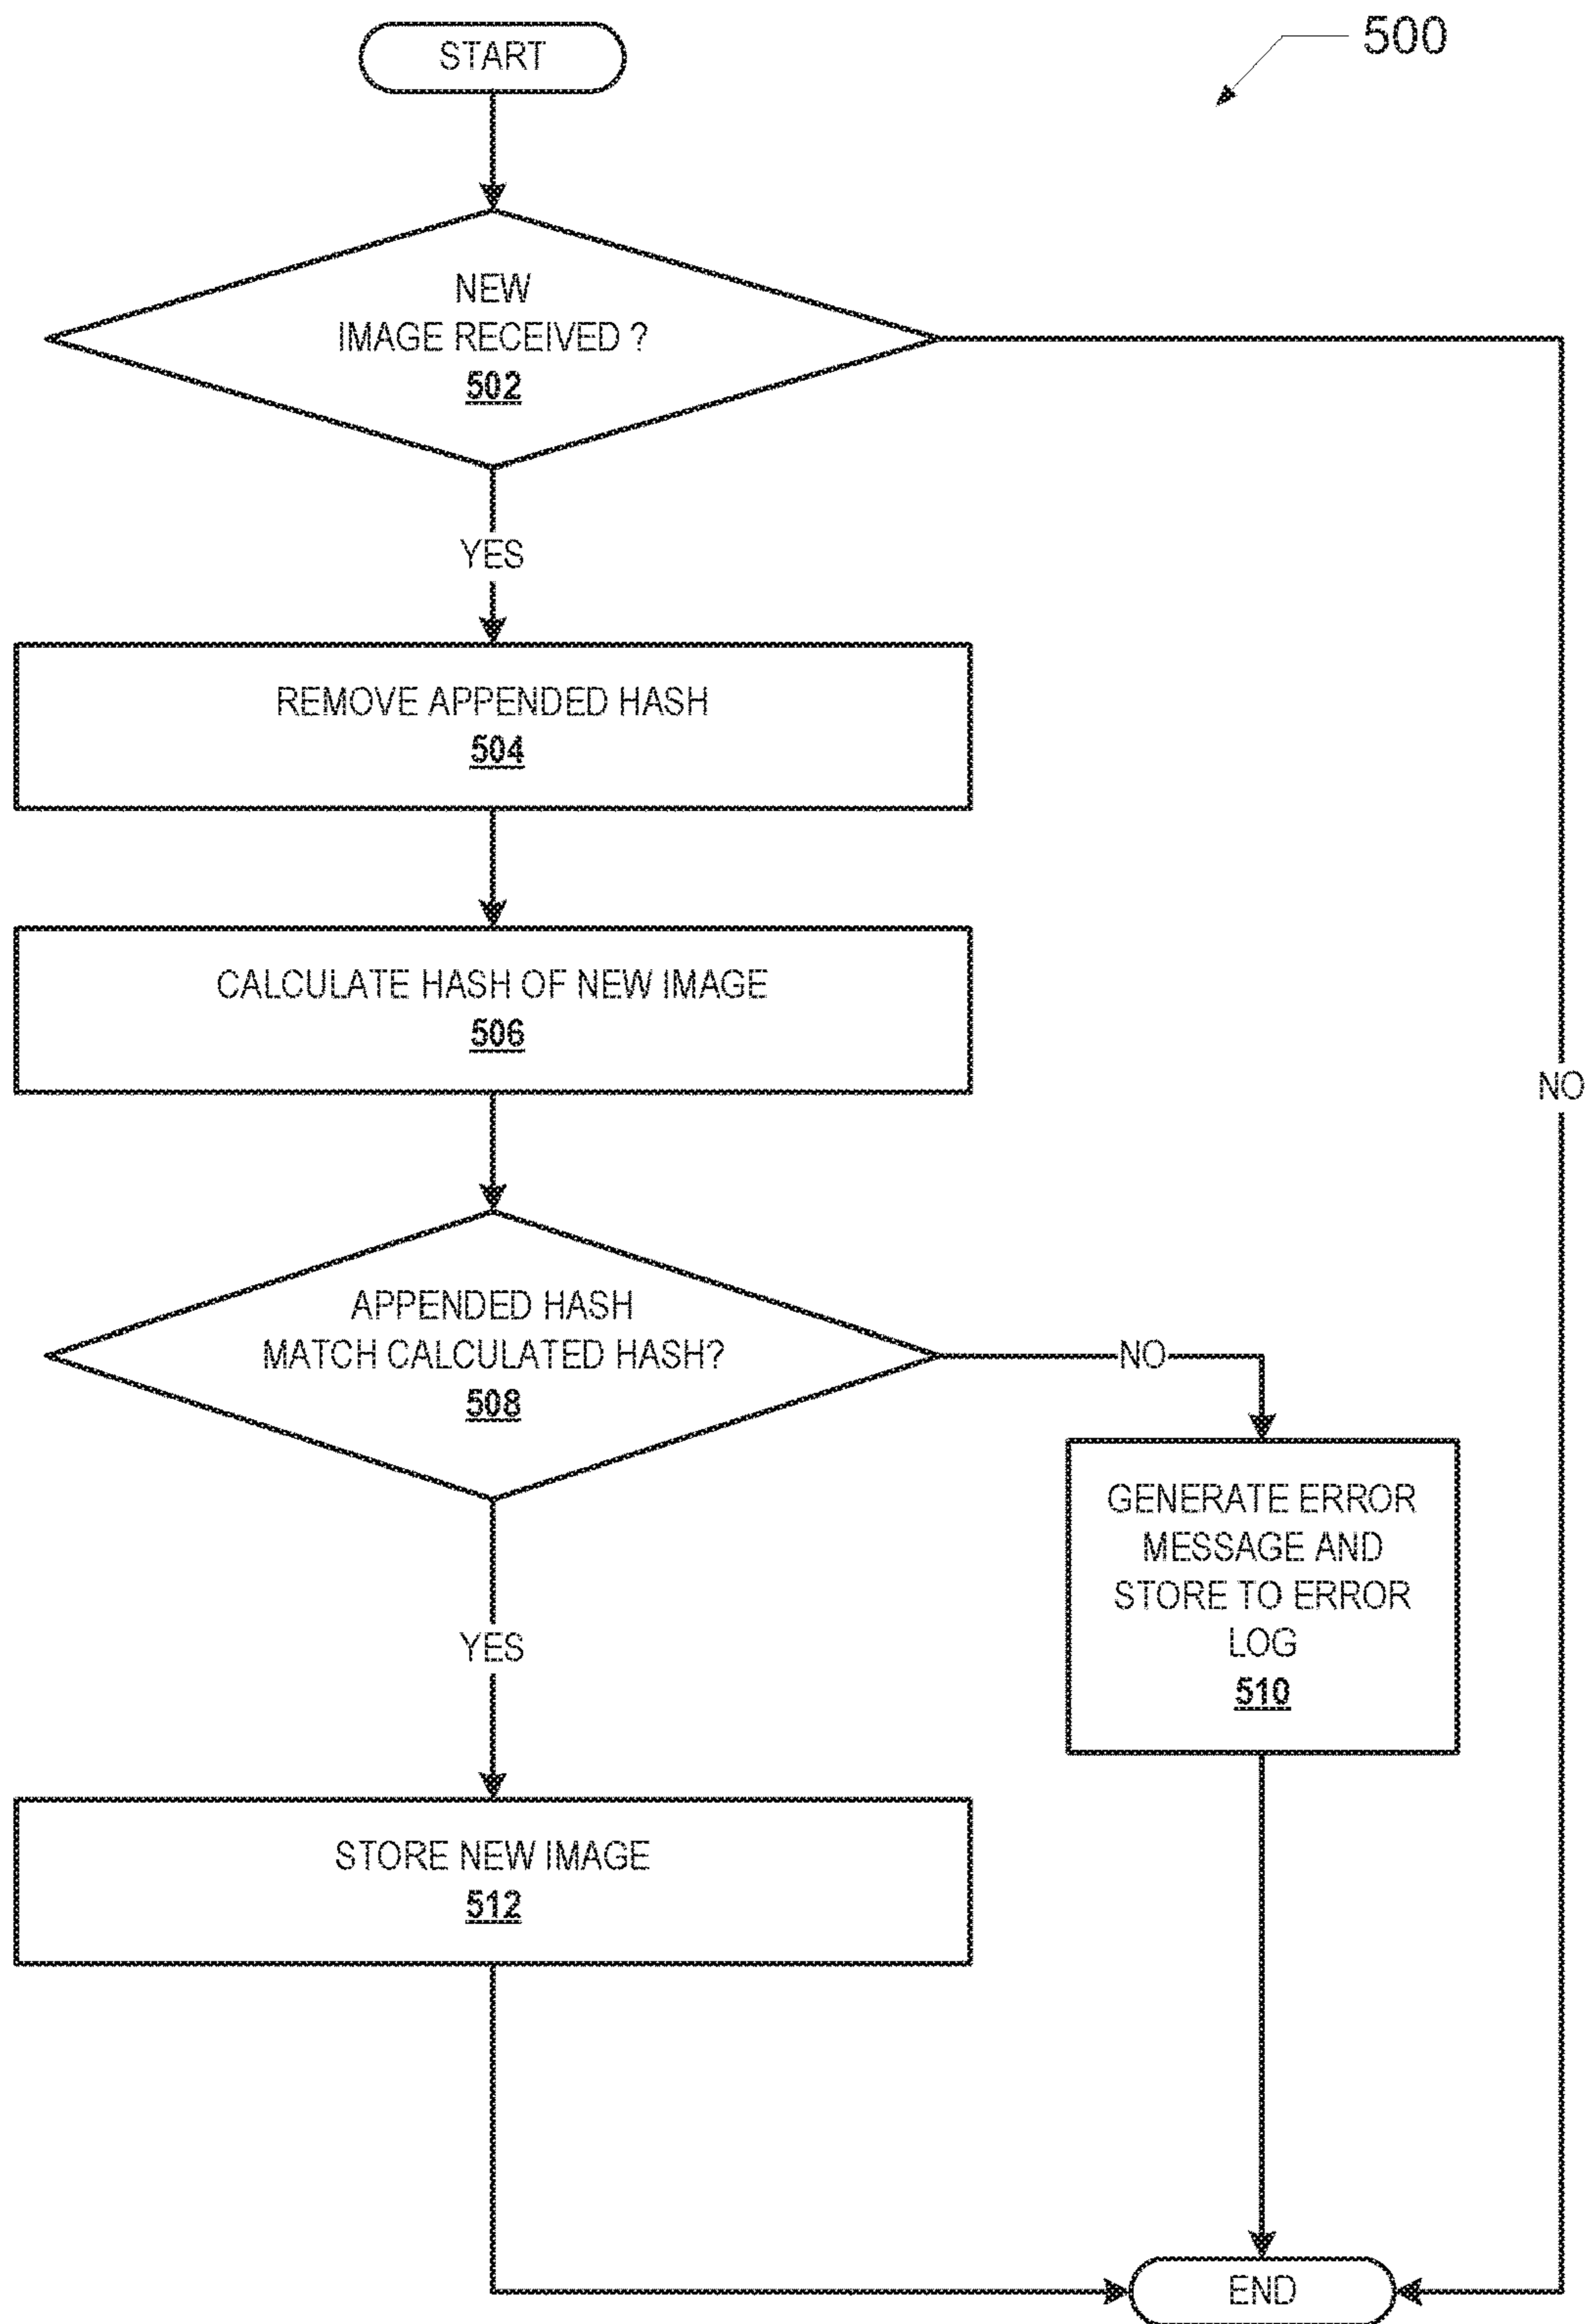 500
START
NEW
IMAGE RECEIVED ?
502
YES
REMOVE APPENDED HASH
504
CALCULATE HASH OF NEW IMAGE
506
NO
APPENDED HASH
MATCH CALCULATED HASH?
508
NO
GENERATE ERROR
MESSAGE AND
STORE TO ERROR
LOG
510
YES
STORE NEW IMAGE
512
END